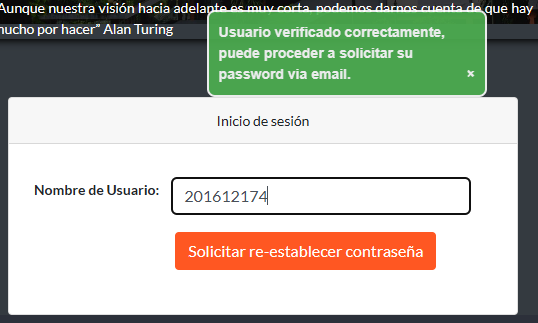 Aunque nuestra visión hacia adelante es muy corta, podemos darnos cuenta de que hay
mucho por hacer” Alan Turing
Usuario verificado correctamente,
puede proceder a solicitar su
password via email.
×
Inicio de sesión
Nombre de Usuario:
201612174
Solicitar re-establecer contraseña